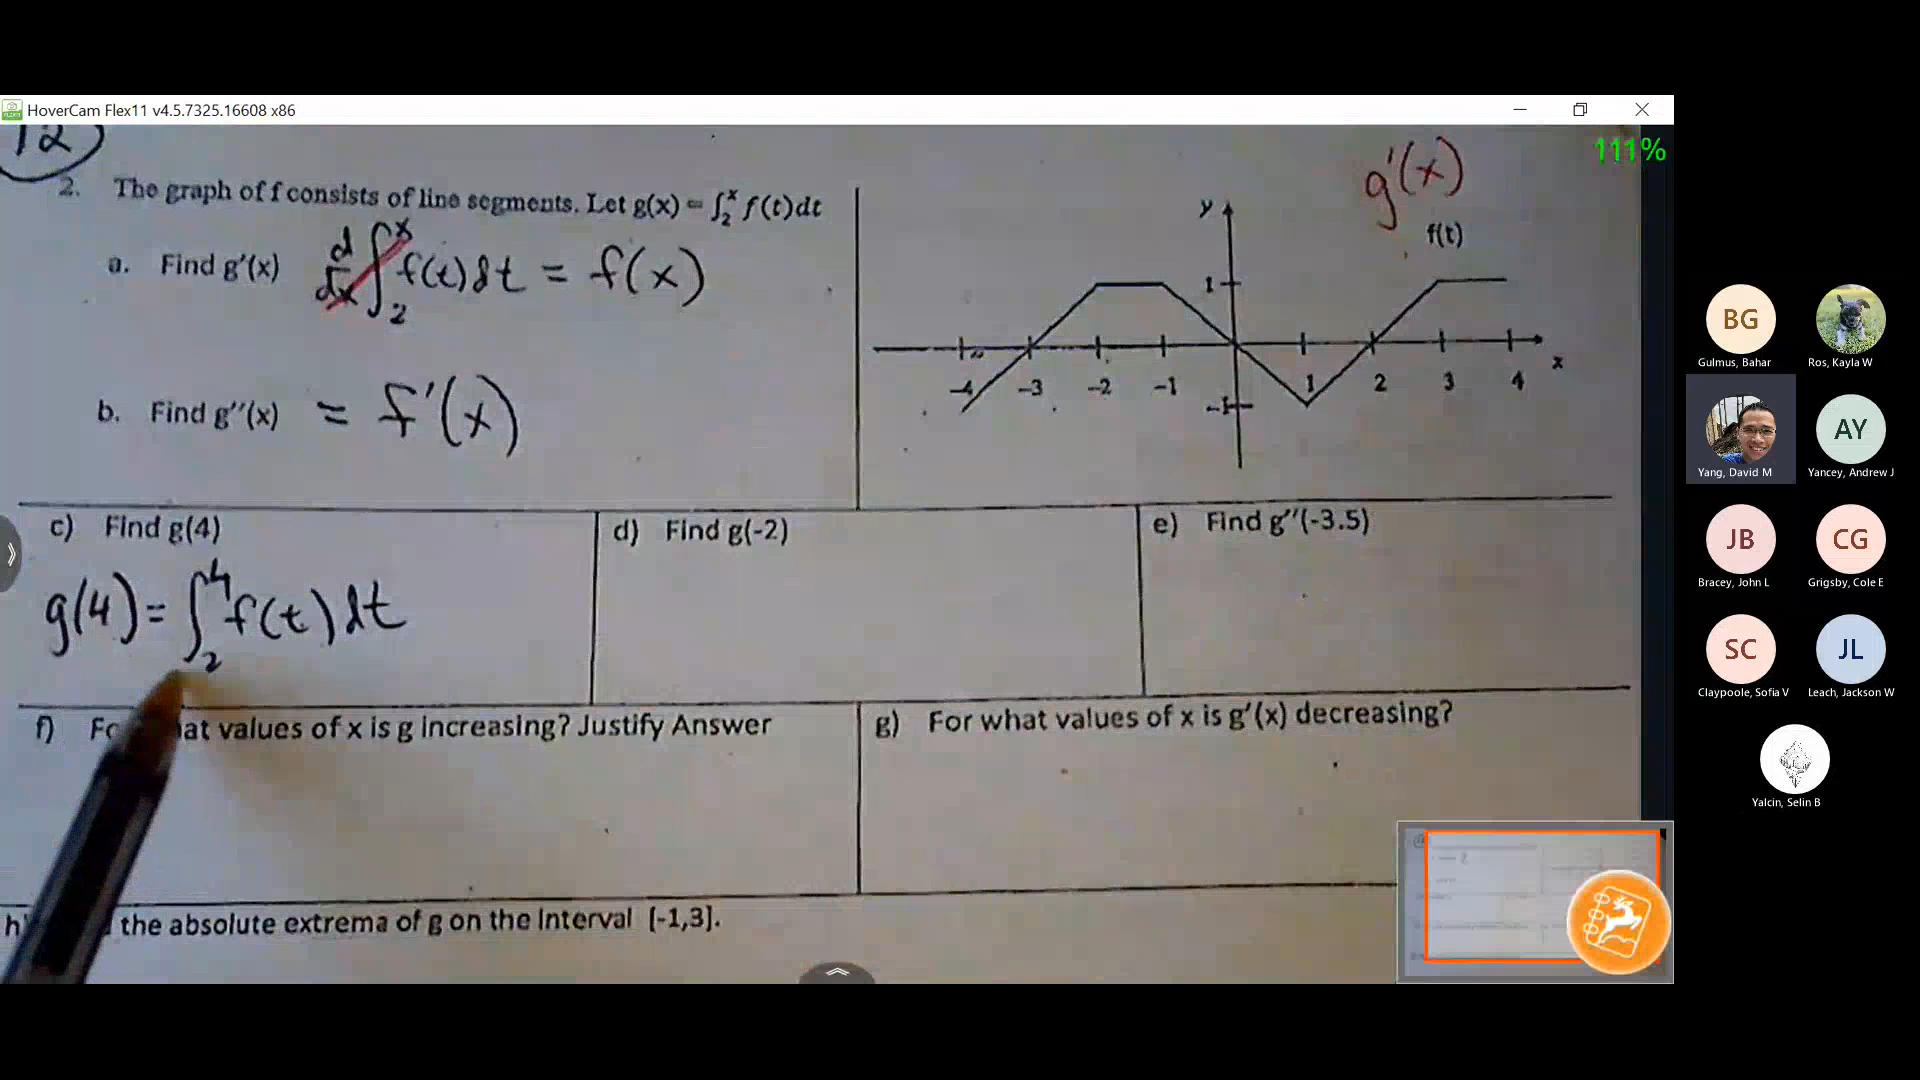 HoverCam Flex11 v4.5.7325.16608 x86
111%
12
2. The graph of f consists of line segments. Let g(x) = ∫₂ˣ f(t)dt
a. Find g'(x) d/dx ∫₂ˣ f(t)dt = f(x)
b. Find g''(x) = f'(x)
g'(x)
f(t)
y
1
-4 -3 -2 -1 1 2 3 4 x
-1
c) Find g(4)
g(4) = ∫₂⁴ f(t)dt
d) Find g(-2)
e) Find g''(-3.5)
f) hat values of x is g increasing? Justify Answer
g) For what values of x is g'(x) decreasing?
h) the absolute extrema of g on the interval [-1,3].
BG
Gulmus, Bahar
Ros, Kayla W
Yang, David M
AY
Yancey, Andrew J
JB
Bracey, John L
CG
Grigsby, Cole E
SC
Claypoole, Sofia V
JL
Leach, Jackson W
Yalcin, Selin B